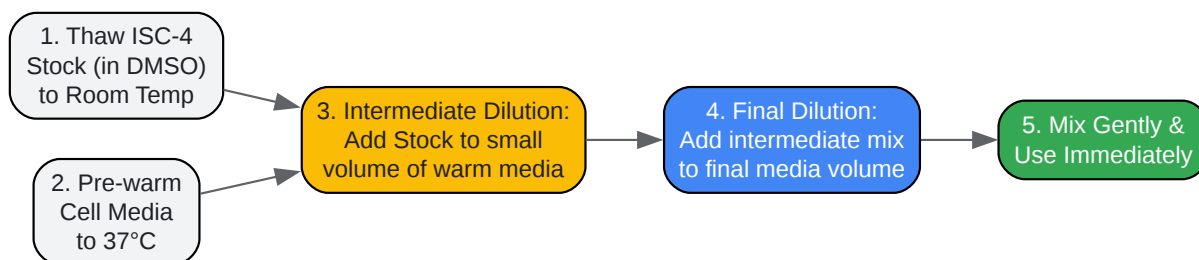 1. Thaw ISC-4
Stock (in DMSO)
to Room Temp
2. Pre-warm
Cell Media
to 37°C
3. Intermediate Dilution:
Add Stock to small
volume of warm media
4. Final Dilution:
Add intermediate mix
to final media volume
5. Mix Gently &
Use Immediately